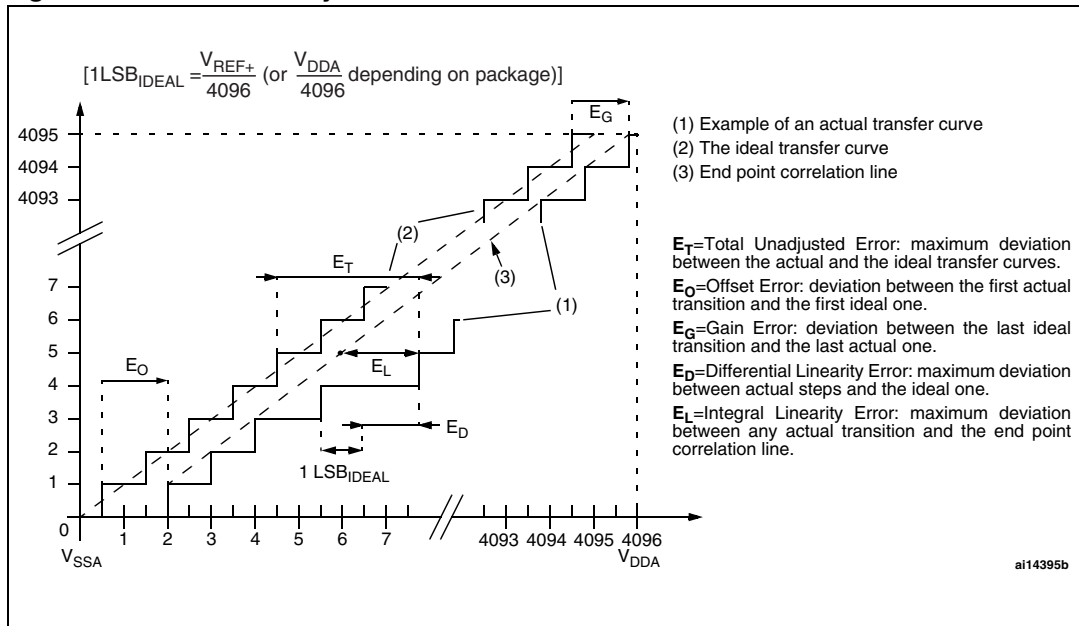 [1LSB_IDEAL = V_REF+/4096 (or V_DDA/4096 depending on package)]
E_G
4095
4094
4093
(1) Example of an actual transfer curve
(2) The ideal transfer curve
(3) End point correlation line
E_T=Total Unadjusted Error: maximum deviation
between the actual and the ideal transfer curves.
E_O=Offset Error: deviation between the first actual
transition and the first ideal one.
E_G=Gain Error: deviation between the last ideal
transition and the last actual one.
E_D=Differential Linearity Error: maximum deviation
between actual steps and the ideal one.
E_L=Integral Linearity Error: maximum deviation
between any actual transition and the end point
correlation line.
(2)
E_T
(3)
7
6
(1)
5
E_O
E_L
4
3
E_D
2
1 LSB_IDEAL
1
0
1 2 3 4 5 6 7 4093 4094 4095 4096
V_SSA
V_DDA
ai14395b